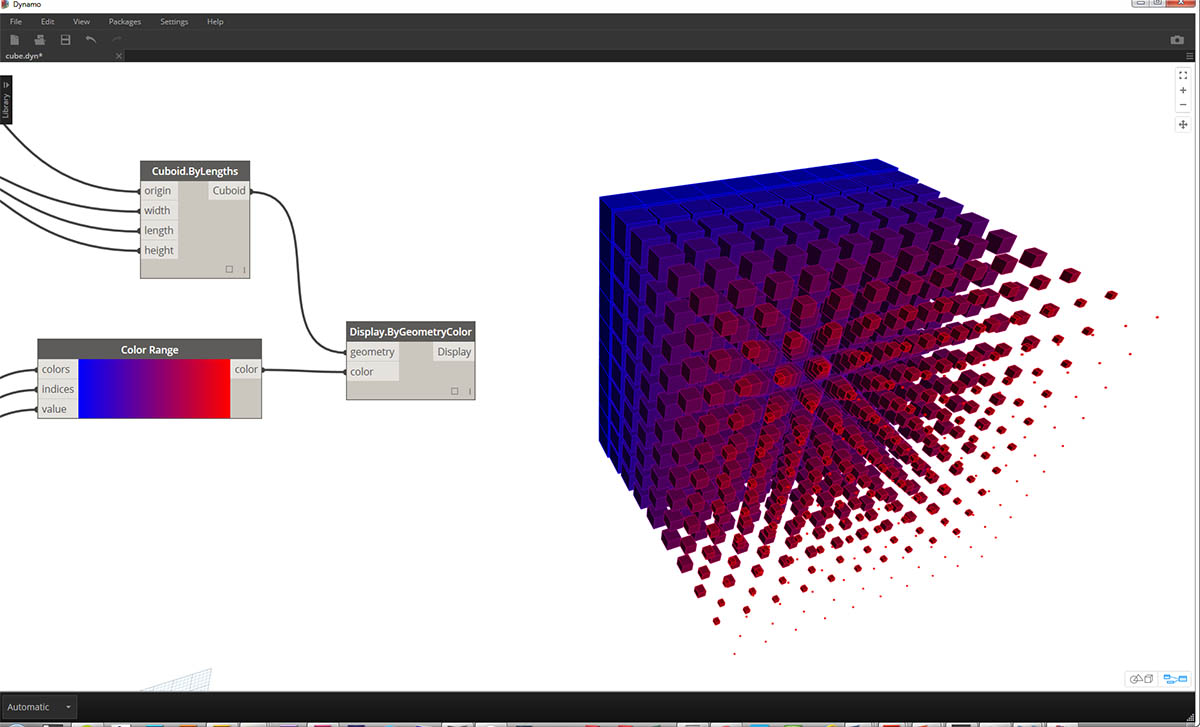 Dynamo
File Edit View Packages Settings Help
cube.dyn*
Library
Cuboid.ByLengths
origin Cuboid
width
length
height
Color Range
colors color
indices
value
Display.ByGeometryColor
geometry Display
color
Automatic